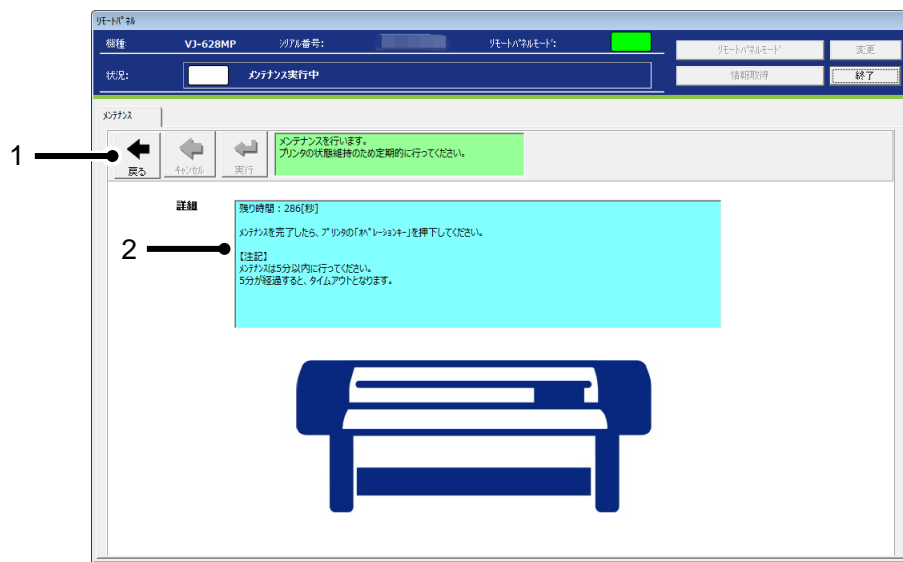 ﾘﾓｰﾄﾊﾟﾈﾙ
機種:
VJ-628MP
ｼﾘｱﾙ番号:
ﾘﾓｰﾄﾊﾟﾈﾙﾓｰﾄﾞ:
ﾘﾓｰﾄﾊﾟﾈﾙﾓｰﾄﾞ
変更
状況:
ﾒﾝﾃﾅﾝｽ実行中
情報取得
終了
ﾒﾝﾃﾅﾝｽ
1
戻る
ｷｬﾝｾﾙ
実行
メンテナンスを行います。
プリンタの状態維持のため定期的に行ってください。
詳細
2
残り時間：286[秒]
ﾒﾝﾃﾅﾝｽを完了したら、ﾌﾟﾘﾝﾀの｢ｵﾍﾟﾚｰｼｮﾝｷｰ｣を押下してください。
【注記】
ﾒﾝﾃﾅﾝｽは5分以内に行ってください。
5分が経過すると、タイムアウトとなります。